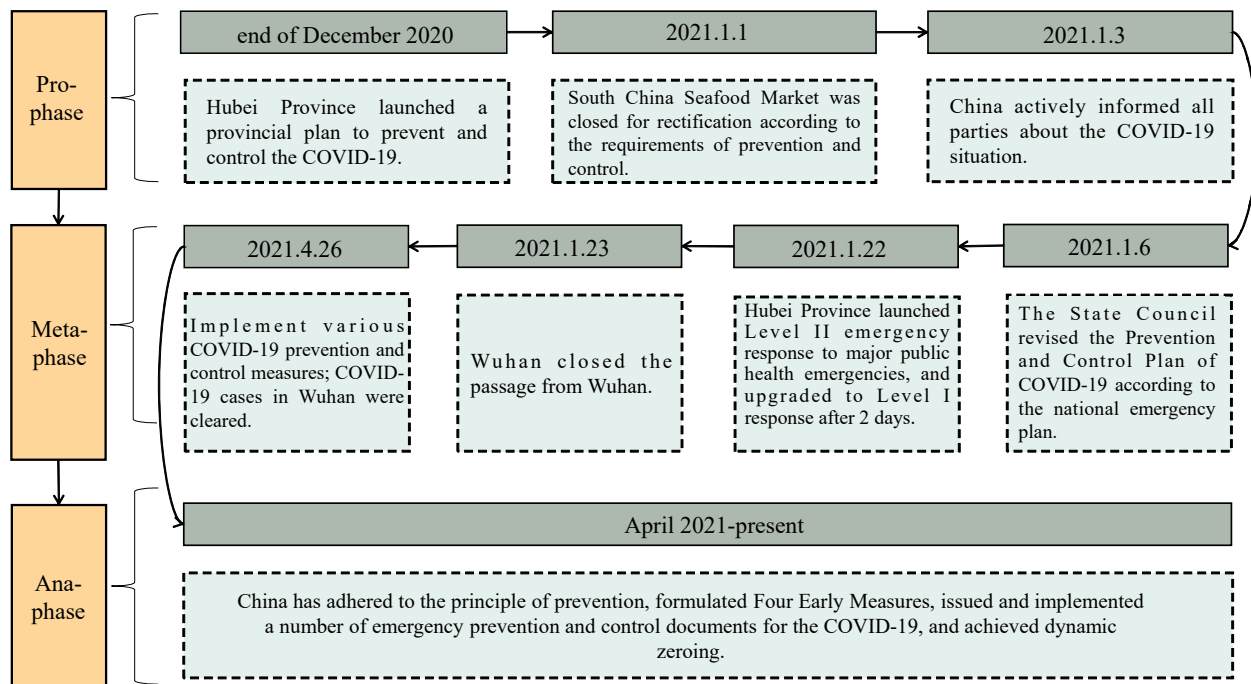 Pro-
phase
end of December 2020
2021.1.1
2021.1.3
Hubei Province launched a
provincial plan to prevent and
control the COVID-19.
South China Seafood Market was
closed for rectification according to
the requirements of prevention and
control.
China actively informed all
parties about the COVID-19
situation.
Meta-
phase
2021.1.6
2021.1.22
2021.1.23
2021.4.26
The State Council
revised the Prevention
and Control Plan of
COVID-19 according to
the national emergency
plan.
Hubei Province launched
Level II emergency
response to major public
health emergencies, and
upgraded to Level I
response after 2 days.
Wuhan closed the
passage from Wuhan.
Implement various
COVID-19 prevention and
control measures; COVID-
19 cases in Wuhan were
cleared.
Ana-
phase
April 2021-present
China has adhered to the principle of prevention, formulated Four Early Measures, issued and implemented
a number of emergency prevention and control documents for the COVID-19, and achieved dynamic
zeroing.